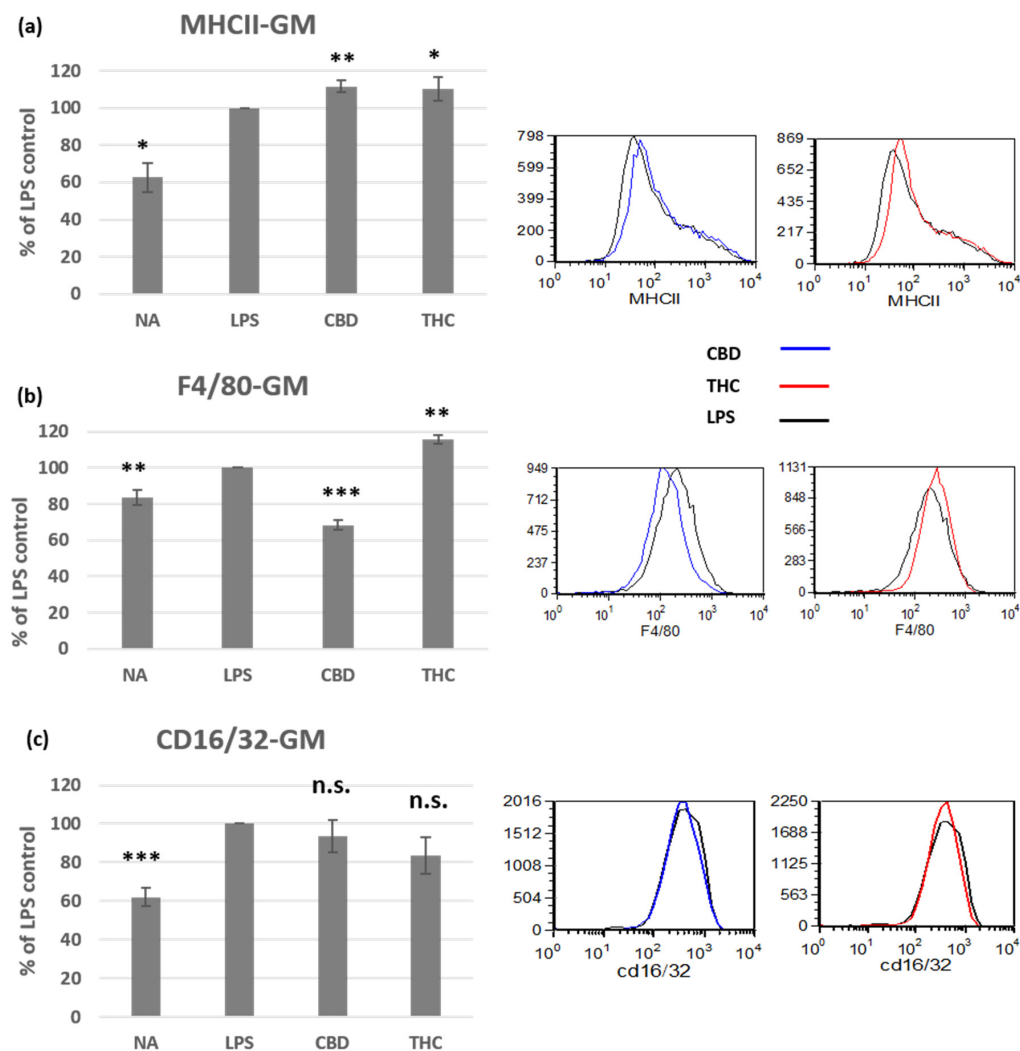 (a)
MHCII-GM
% of LPS control
120
100
80
60
40
20
0
*
**
*
NA LPS CBD THC
798
599
399
200
0
10⁰ 10¹ 10² 10³ 10⁴
MHCII
869
652
435
217
0
10⁰ 10¹ 10² 10³ 10⁴
MHCII
CBD
THC
LPS
(b)
F4/80-GM
% of LPS control
120
100
80
60
40
20
0
**
***
**
NA LPS CBD THC
949
712
475
237
0
10⁰ 10¹ 10² 10³ 10⁴
F4/80
1131
848
566
283
0
10⁰ 10¹ 10² 10³ 10⁴
F4/80
(c)
CD16/32-GM
% of LPS control
120
100
80
60
40
20
0
***
n.s.
n.s.
NA LPS CBD THC
2016
1512
1008
504
0
10⁰ 10¹ 10² 10³ 10⁴
cd16/32
2250
1688
1125
563
0
10⁰ 10¹ 10² 10³ 10⁴
cd16/32